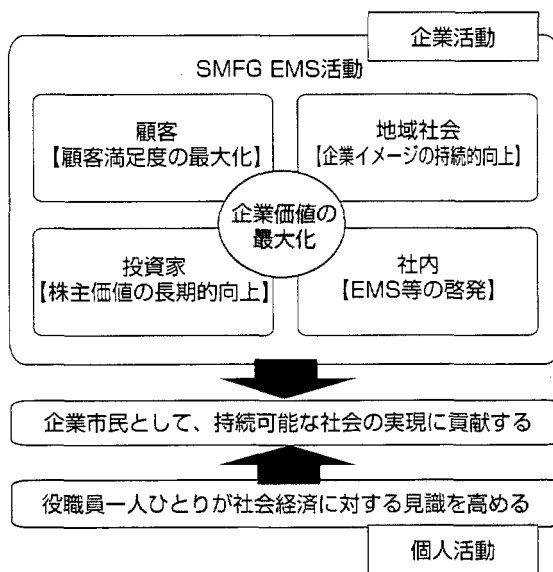 企業活動
SMFG EMS活動
顧客
【顧客満足度の最大化】
地域社会
【企業イメージの持続的向上】
企業価値の
最大化
投資家
【株主価値の長期的向上】
社内
【EMS等の啓発】
企業市民として、持続可能な社会の実現に貢献する
役職員一人ひとりが社会経済に対する見識を高める
個人活動